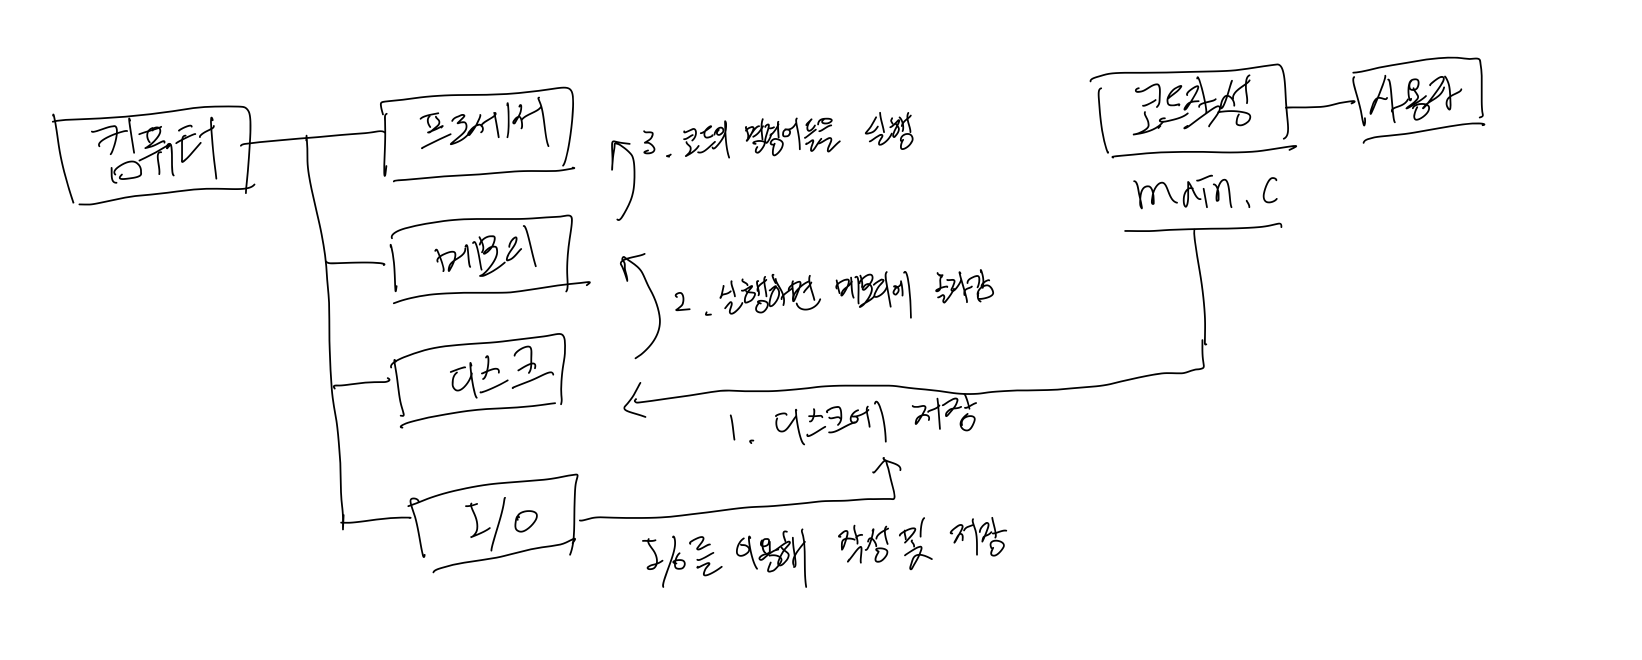 컴퓨터
프로세서
메모리
디스크
I/O
3. 코드의 명령어들을 실행
2. 실행하면 메모리에 올라감
1. 디스크에 저장
I/O를 이용해 작성 및 저장
코드작성
사용자
main.c